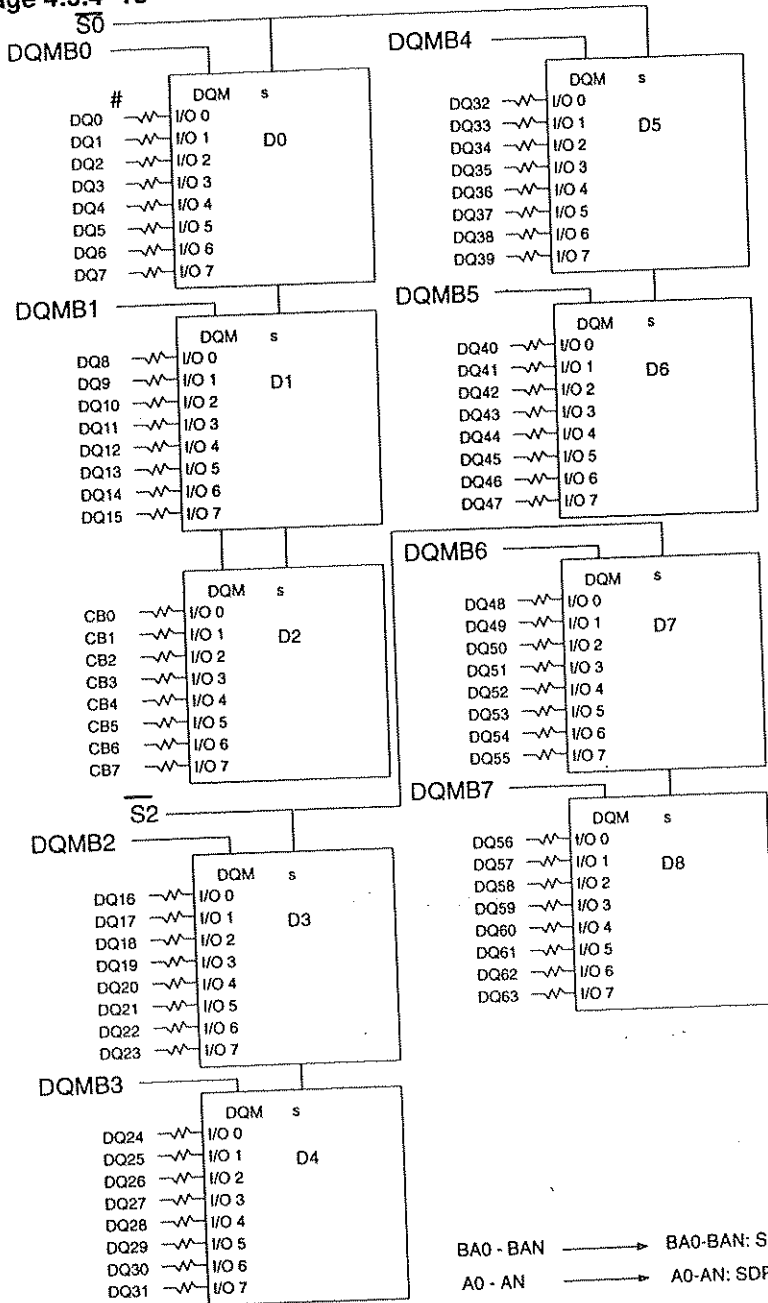 S0
DQMB0
#
DQM s
D0
DQ0 I/O 0
DQ1 I/O 1
DQ2 I/O 2
DQ3 I/O 3
DQ4 I/O 4
DQ5 I/O 5
DQ6 I/O 6
DQ7 I/O 7
DQMB1
DQM s
D1
DQ8 I/O 0
DQ9 I/O 1
DQ10 I/O 2
DQ11 I/O 3
DQ12 I/O 4
DQ13 I/O 5
DQ14 I/O 6
DQ15 I/O 7
DQM s
D2
CB0 I/O 0
CB1 I/O 1
CB2 I/O 2
CB3 I/O 3
CB4 I/O 4
CB5 I/O 5
CB6 I/O 6
CB7 I/O 7
S2
DQMB2
DQM s
D3
DQ16 I/O 0
DQ17 I/O 1
DQ18 I/O 2
DQ19 I/O 3
DQ20 I/O 4
DQ21 I/O 5
DQ22 I/O 6
DQ23 I/O 7
DQMB3
DQM s
D4
DQ24 I/O 0
DQ25 I/O 1
DQ26 I/O 2
DQ27 I/O 3
DQ28 I/O 4
DQ29 I/O 5
DQ30 I/O 6
DQ31 I/O 7
DQMB4
DQM s
D5
DQ32 I/O 0
DQ33 I/O 1
DQ34 I/O 2
DQ35 I/O 3
DQ36 I/O 4
DQ37 I/O 5
DQ38 I/O 6
DQ39 I/O 7
DQMB5
DQM s
D6
DQ40 I/O 0
DQ41 I/O 1
DQ42 I/O 2
DQ43 I/O 3
DQ44 I/O 4
DQ45 I/O 5
DQ46 I/O 6
DQ47 I/O 7
DQMB6
DQM s
D7
DQ48 I/O 0
DQ49 I/O 1
DQ50 I/O 2
DQ51 I/O 3
DQ52 I/O 4
DQ53 I/O 5
DQ54 I/O 6
DQ55 I/O 7
DQMB7
DQM s
D8
DQ56 I/O 0
DQ57 I/O 1
DQ58 I/O 2
DQ59 I/O 3
DQ60 I/O 4
DQ61 I/O 5
DQ62 I/O 6
DQ63 I/O 7
BA0 - BAN BA0-BAN:
A0 - AN A0-AN: